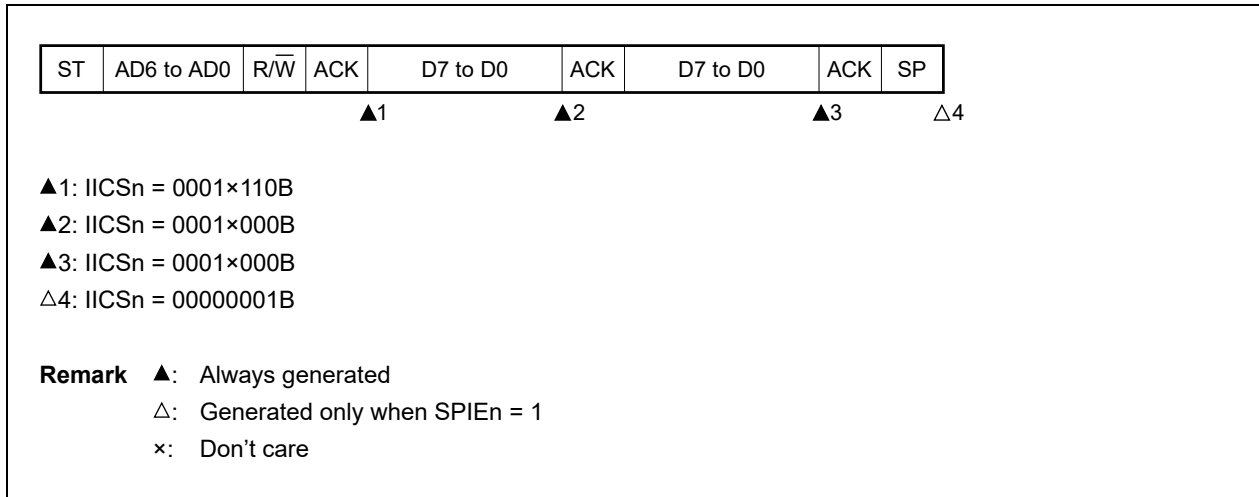 ST AD6 to AD0 R/W̅ ACK D7 to D0 ACK D7 to D0 ACK SP
▲1 ▲2 ▲3 △4
▲1: IICSn = 0001×110B
▲2: IICSn = 0001×000B
▲3: IICSn = 0001×000B
△4: IICSn = 00000001B
Remark ▲: Always generated
△: Generated only when SPIEn = 1
×: Don't care